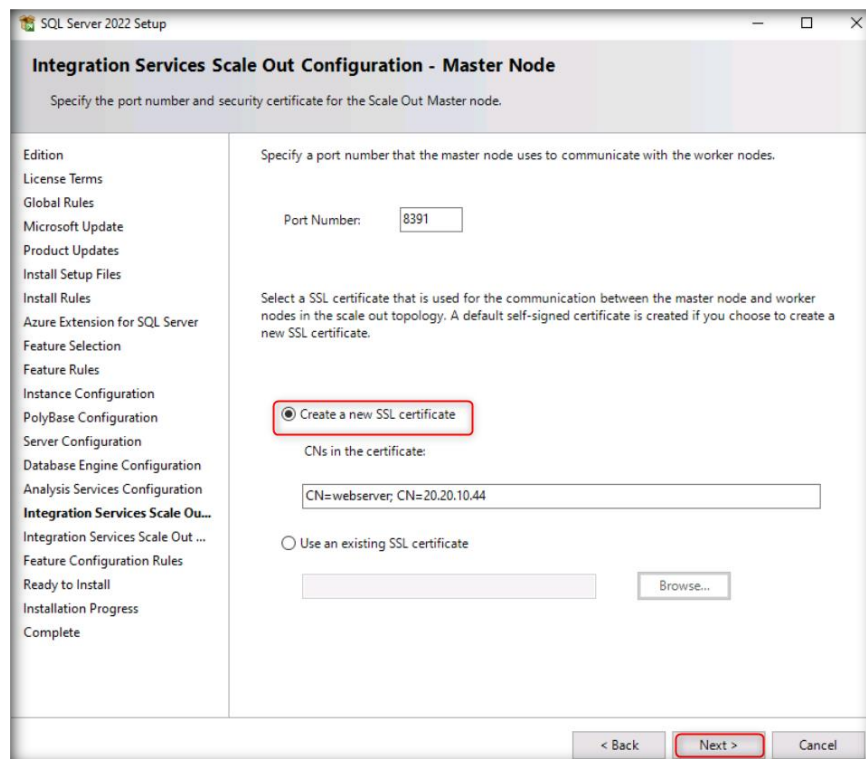 SQL Server 2022 Setup
Integration Services Scale Out Configuration - Master Node
Specify the port number and security certificate for the Scale Out Master node.
Edition
License Terms
Global Rules
Microsoft Update
Product Updates
Install Setup Files
Install Rules
Azure Extension for SQL Server
Feature Selection
Feature Rules
Instance Configuration
PolyBase Configuration
Server Configuration
Database Engine Configuration
Analysis Services Configuration
Integration Services Scale Ou...
Integration Services Scale Out ...
Feature Configuration Rules
Ready to Install
Installation Progress
Complete
Specify a port number that the master node uses to communicate with the worker nodes.
Port Number: 8391
Select a SSL certificate that is used for the communication between the master node and worker
nodes in the scale out topology. A default self-signed certificate is created if you choose to create a
new SSL certificate.
Create a new SSL certificate
CNs in the certificate:
CN=webserver; CN=20.20.10.44
Use an existing SSL certificate
Browse...
< Back Next > Cancel